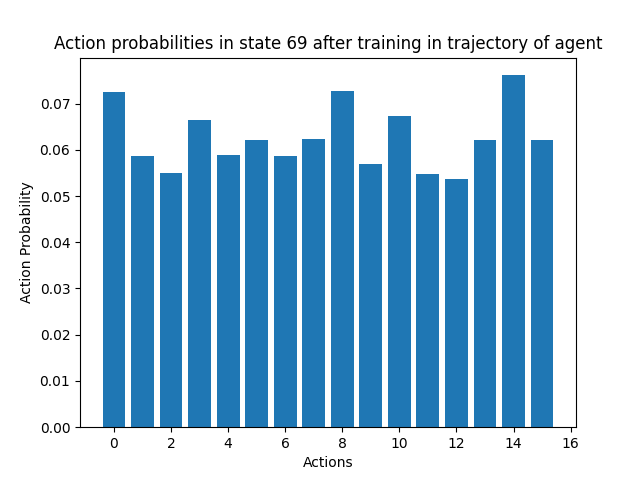 Action probabilities in state 69 after training in trajectory of agent
Action Probability
0.07
0.06
0.05
0.04
0.03
0.02
0.01
0.00
0 2 4 6 8 10 12 14 16
Actions